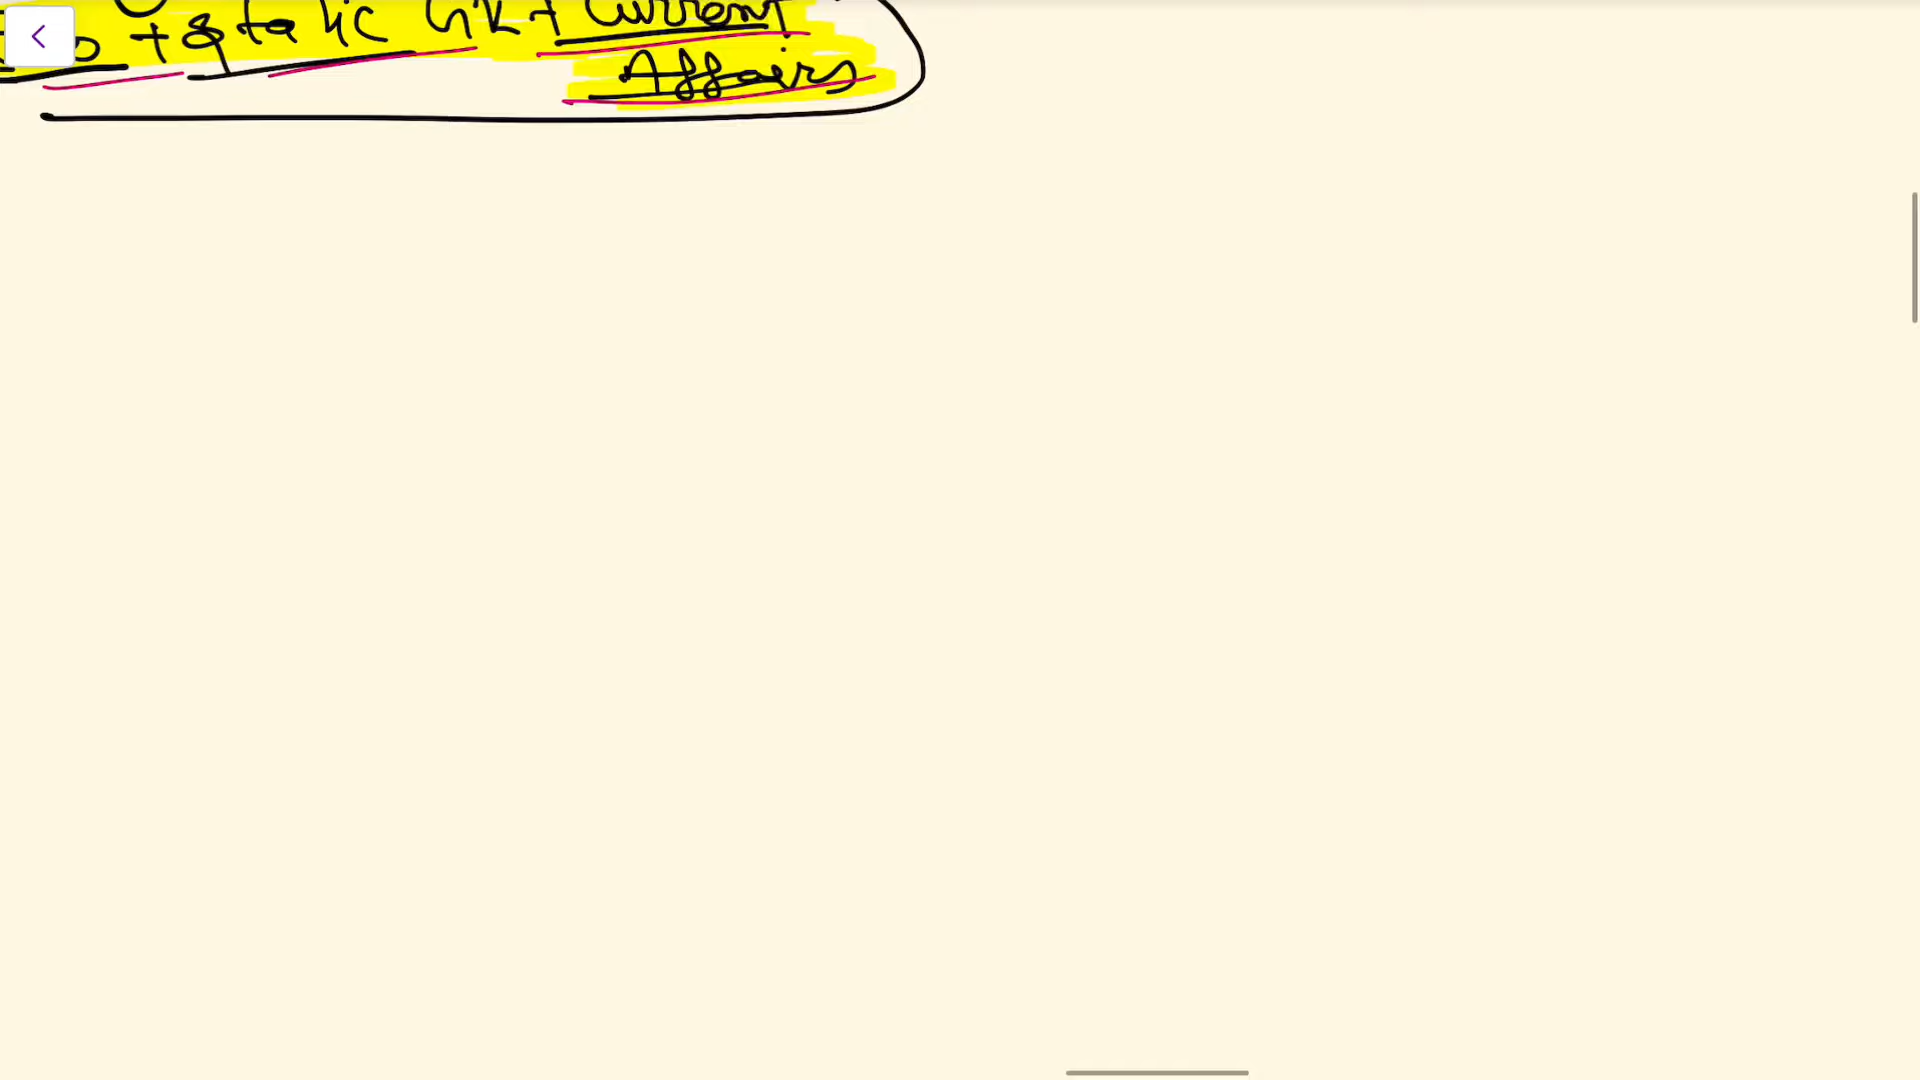 + Static GK + Current
Affairs